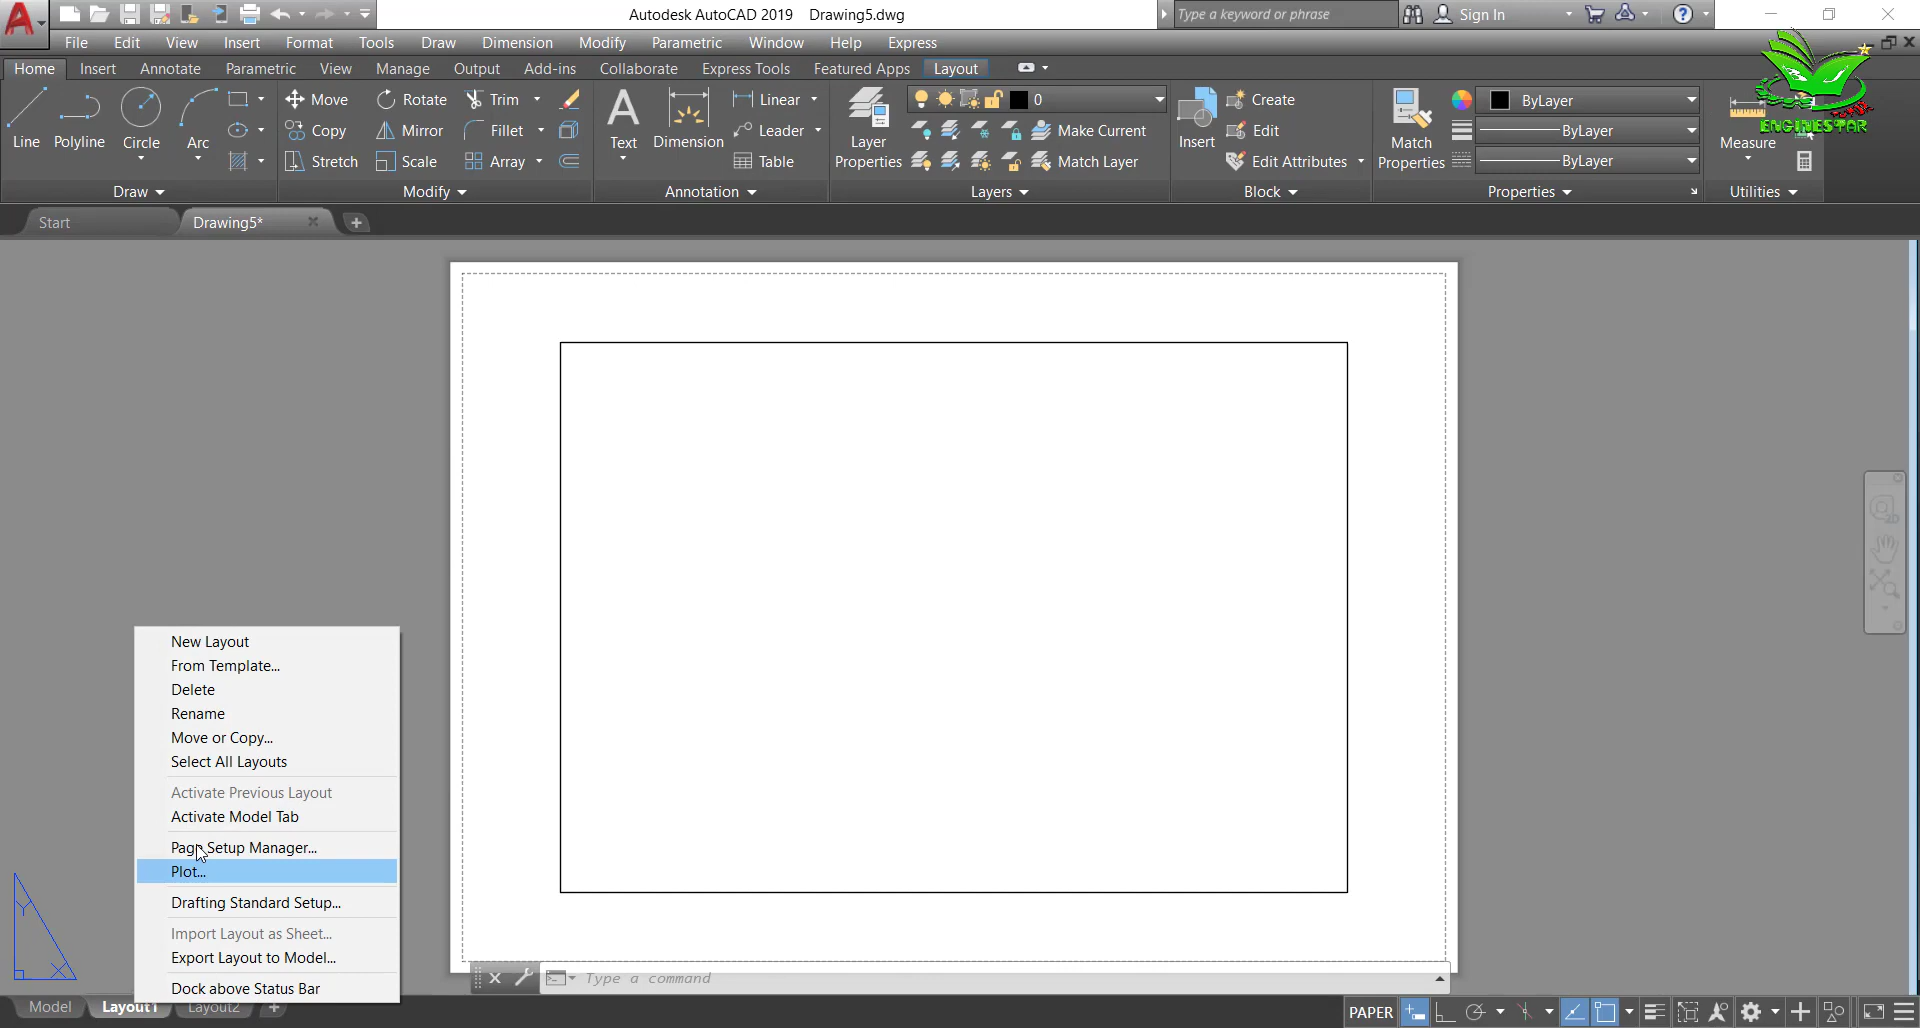 Autodesk AutoCAD 2019 Drawing5.dwg
Type a keyword or phrase
Sign In
File Edit View Insert Format Tools Draw Dimension Modify Parametric Window Help Express
Home Insert Annotate Parametric View Manage Output Add-ins Collaborate Express Tools Featured Apps Layout
Line
Polyline
Circle
Arc
Draw
Move Rotate Trim
Copy Mirror Fillet
Stretch Scale Array
Modify
Text
Dimension
Linear
Leader
Table
Annotation
Layer
Properties
0
Make Current
Match Layer
Layers
Insert
Create
Edit
Edit Attributes
Block
Match
Properties
ByLayer
ByLayer
ByLayer
Properties
Measure
Utilities
ENGINESTAR
Start Drawing5*
2D
New Layout
From Template...
Delete
Rename
Move or Copy...
Select All Layouts
Activate Previous Layout
Activate Model Tab
Page Setup Manager...
Plot...
Drafting Standard Setup...
Import Layout as Sheet...
Export Layout to Model...
Dock above Status Bar
Y
X
Type a command
Model Layout1 Layout2
PAPER